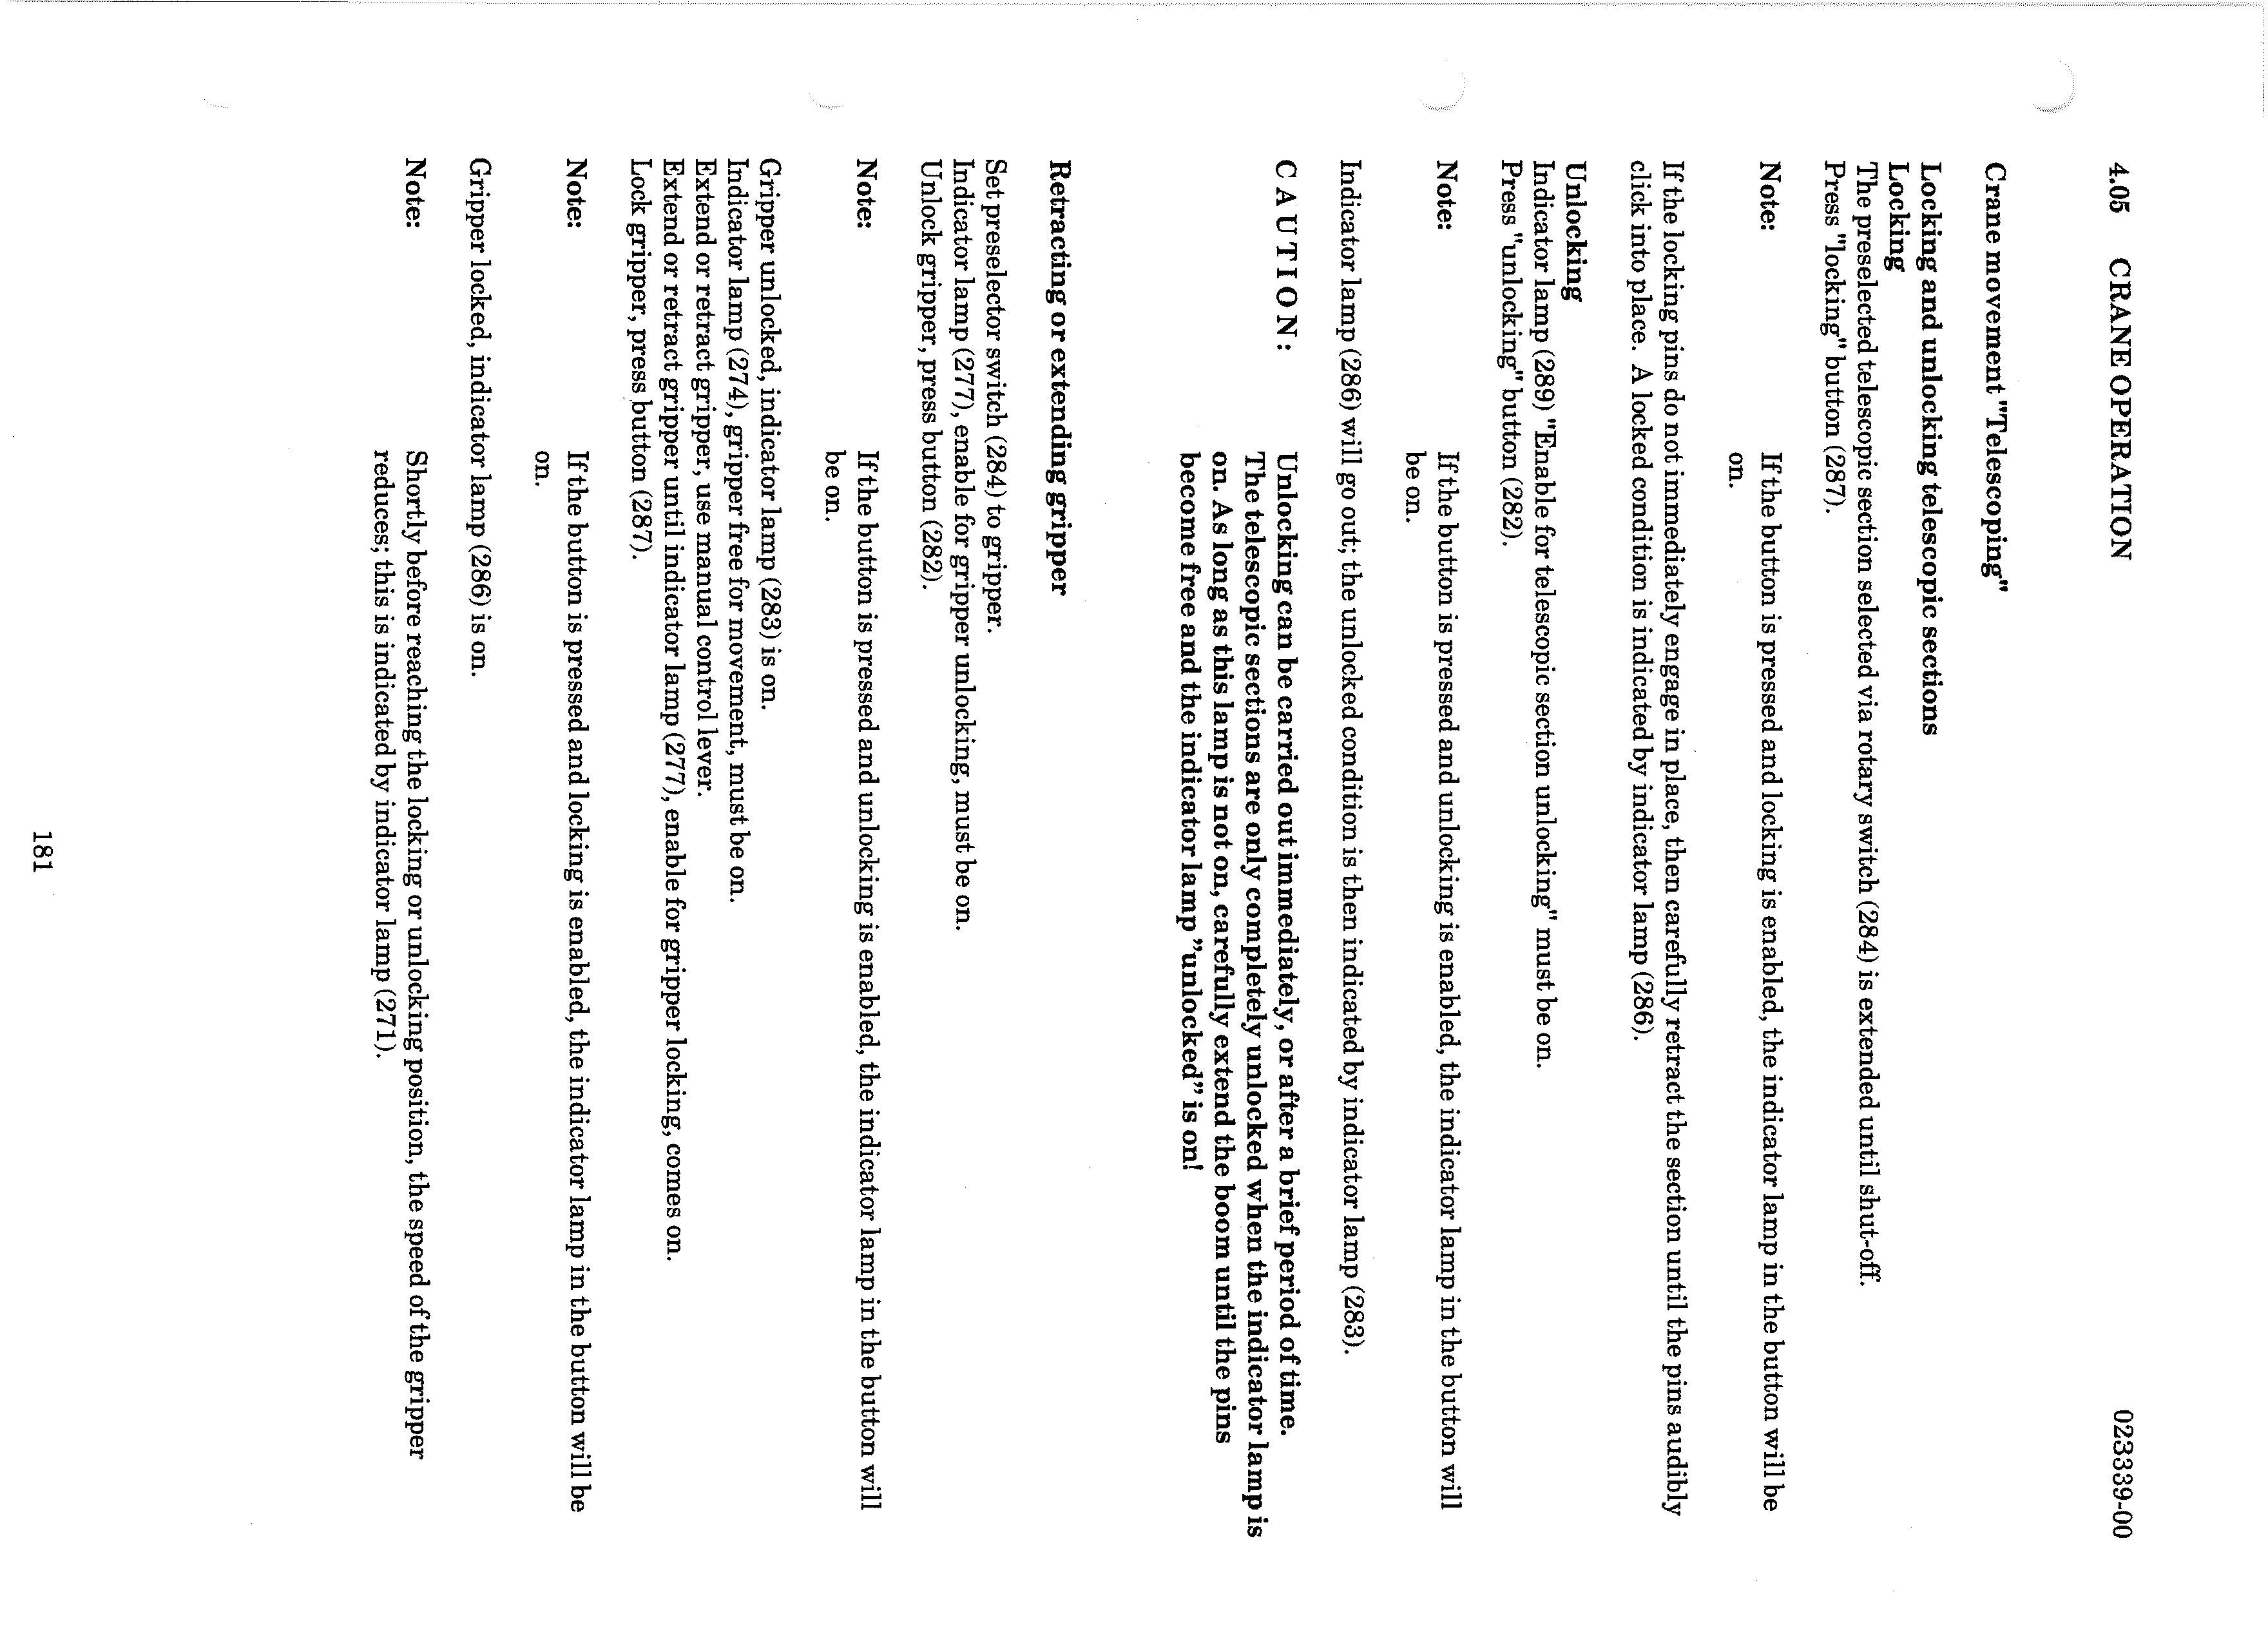 4.05 CRANE OPERATION 023339-00
Crane movement "Telescoping"
Locking and unlocking telescopic sections
Locking
The preselected telescopic section selected via rotary switch (284) is extended until shut-off.
Press "locking" button (287).
Note: If the button is pressed and locking is enabled, the indicator lamp in the button will be
on.
If the locking pins do not immediately engage in place, then carefully retract the section until the pins audibly
click into place. A locked condition is indicated by indicator lamp (286).
Unlocking
Indicator lamp (289) "Enable for telescopic section unlocking" must be on.
Press "unlocking" button (282).
Note: If the button is pressed and unlocking is enabled, the indicator lamp in the button will
be on.
Indicator lamp (286) will go out; the unlocked condition is then indicated by indicator lamp (283).
C A U T I O N : Unlocking can be carried out immediately, or after a brief period of time.
The telescopic sections are only completely unlocked when the indicator lamp is
on. As long as this lamp is not on, carefully extend the boom until the pins
become free and the indicator lamp "unlocked" is on!
Retracting or extending gripper
Set preselector switch (284) to gripper.
Indicator lamp (277), enable for gripper unlocking, must be on.
Unlock gripper, press button (282).
Note: If the button is pressed and unlocking is enabled, the indicator lamp in the button will
be on.
Gripper unlocked, indicator lamp (283) is on.
Indicator lamp (274), gripper free for movement, must be on.
Extend or retract gripper, use manual control lever.
Extend or retract gripper until indicator lamp (277), enable for gripper locking, comes on.
Lock gripper, press button (287).
Note: If the button is pressed and locking is enabled, the indicator lamp in the button will be
on.
Gripper locked, indicator lamp (286) is on.
Note: Shortly before reaching the locking or unlocking position, the speed of the gripper
reduces; this is indicated by indicator lamp (271).
181